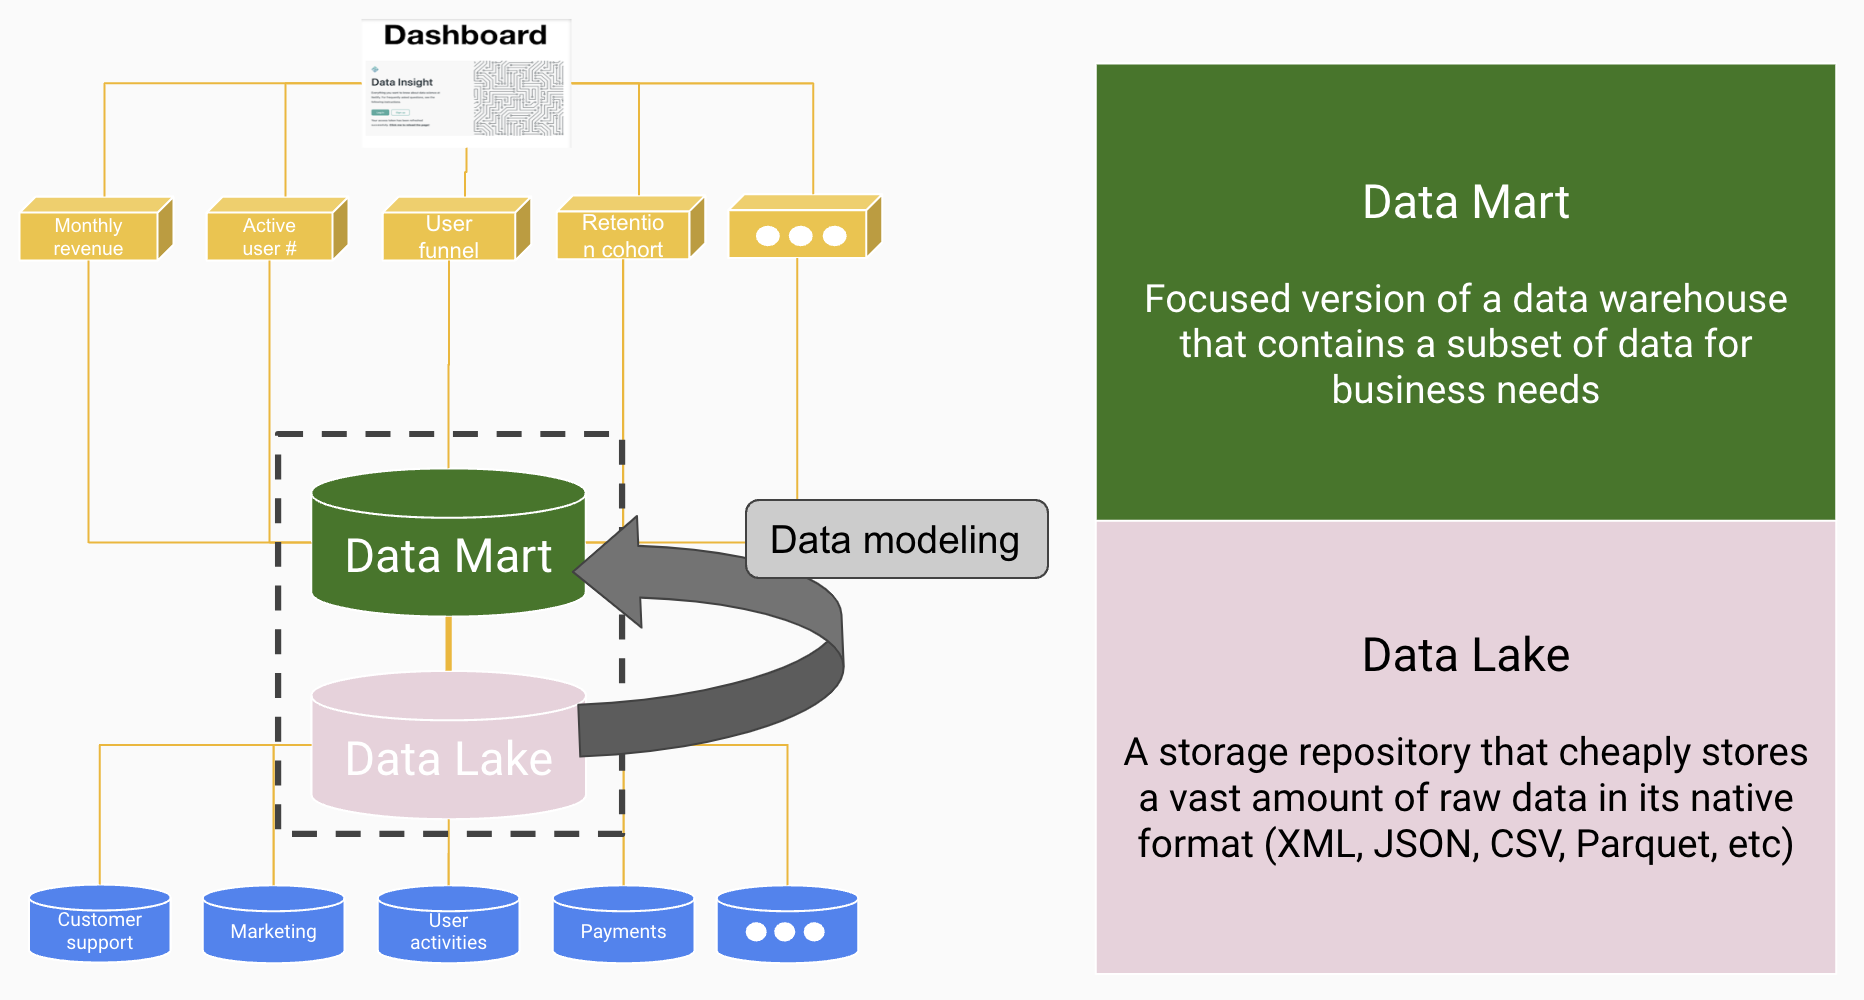 Dashboard
Data Insight
Monthly
revenue
Active
user #
User
funnel
Retentio
n cohort
Data Mart
Data modeling
Data Lake
Customer
support
Marketing
User
activities
Payments
Data Mart
Focused version of a data warehouse
that contains a subset of data for
business needs
Data Lake
A storage repository that cheaply stores
a vast amount of raw data in its native
format (XML, JSON, CSV, Parquet, etc)